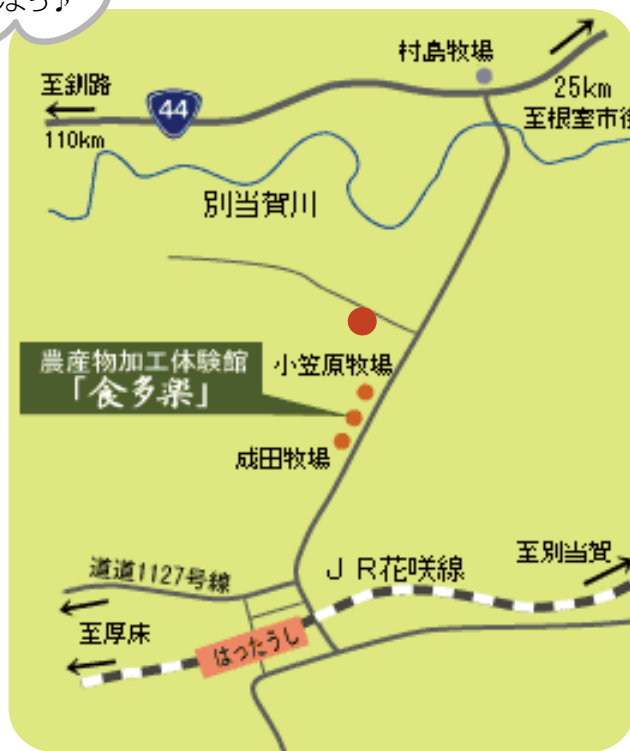 よう♪
村島牧場
至釧路
44
110km
25km
至根室市街
別当賀川
農産物加工体験館
「食多楽」
小笠原牧場
成田牧場
道道1127号線
JR花咲線
至別当賀
至厚床
はったうし